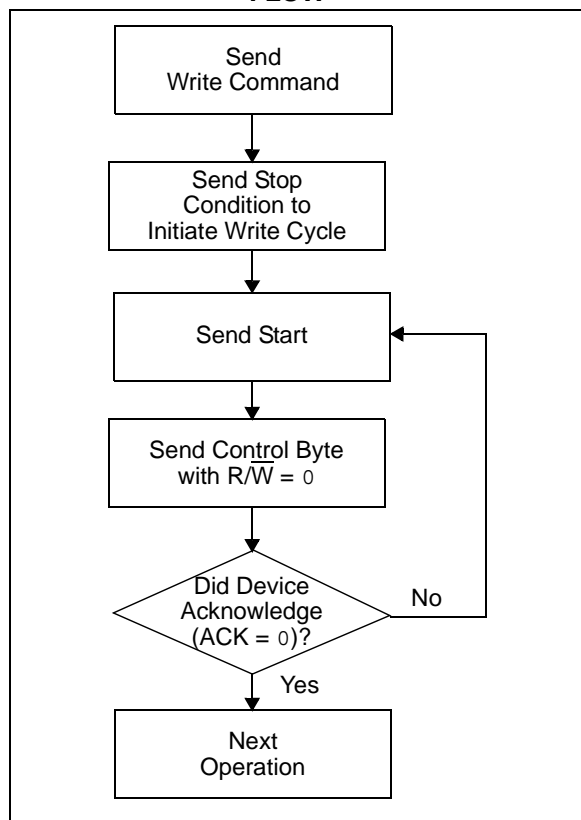 Send
Write Command
Send Stop
Condition to
Initiate Write Cycle
Send Start
Send Control Byte
with R/W̅ = 0
Did Device
Acknowledge
(ACK = 0)?
No
Yes
Next
Operation